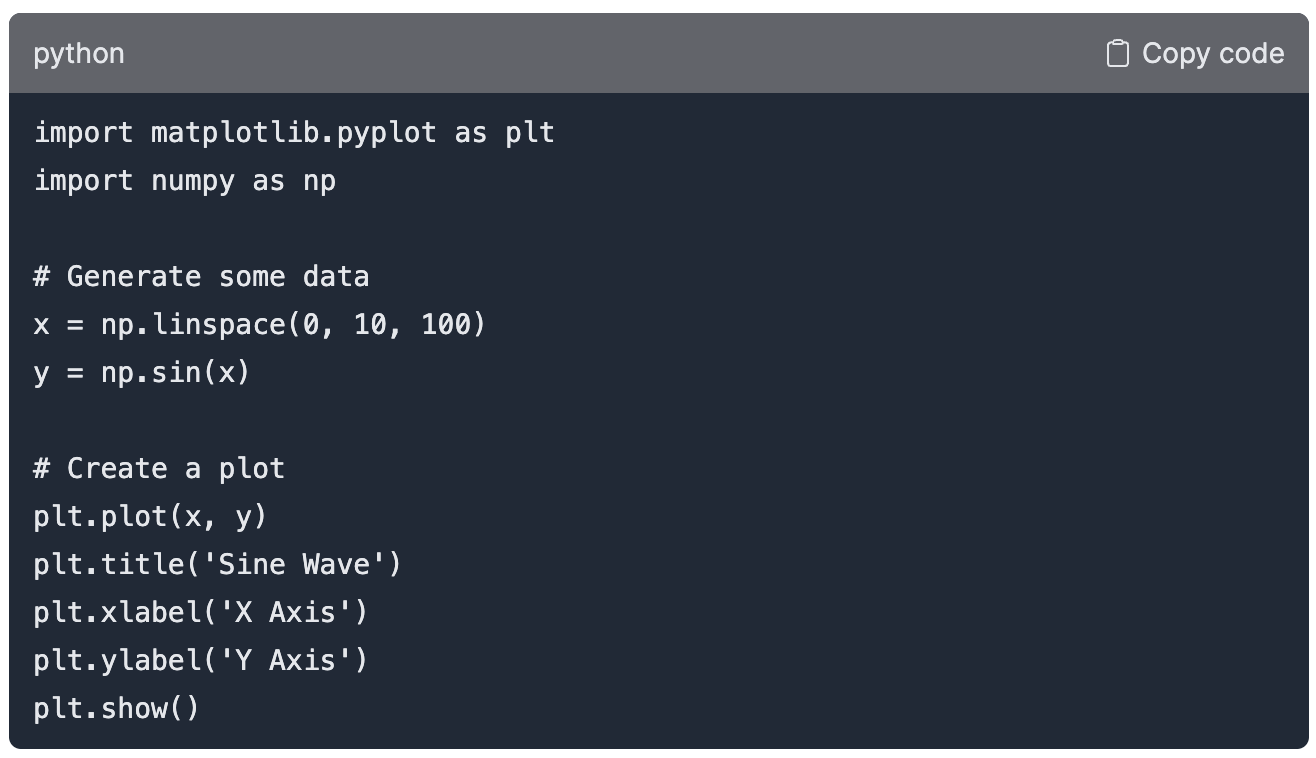 python
Copy code
import matplotlib.pyplot as plt
import numpy as np
# Generate some data
x = np.linspace(0, 10, 100)
y = np.sin(x)
# Create a plot
plt.plot(x, y)
plt.title('Sine Wave')
plt.xlabel('X Axis')
plt.ylabel('Y Axis')
plt.show()